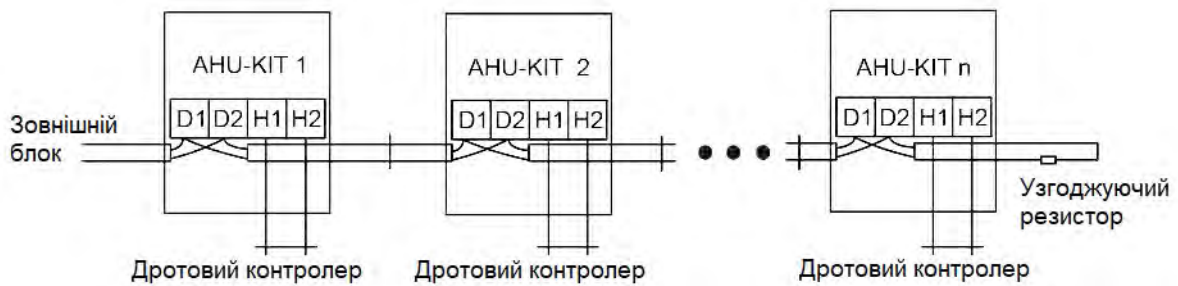 AHU-KIT 1
D1 D2 H1 H2
AHU-KIT 2
D1 D2 H1 H2
AHU-KIT n
D1 D2 H1 H2
Зовнішній
блок
Узгоджуючий
резистор
Дротовий контролер
Дротовий контролер
Дротовий контролер